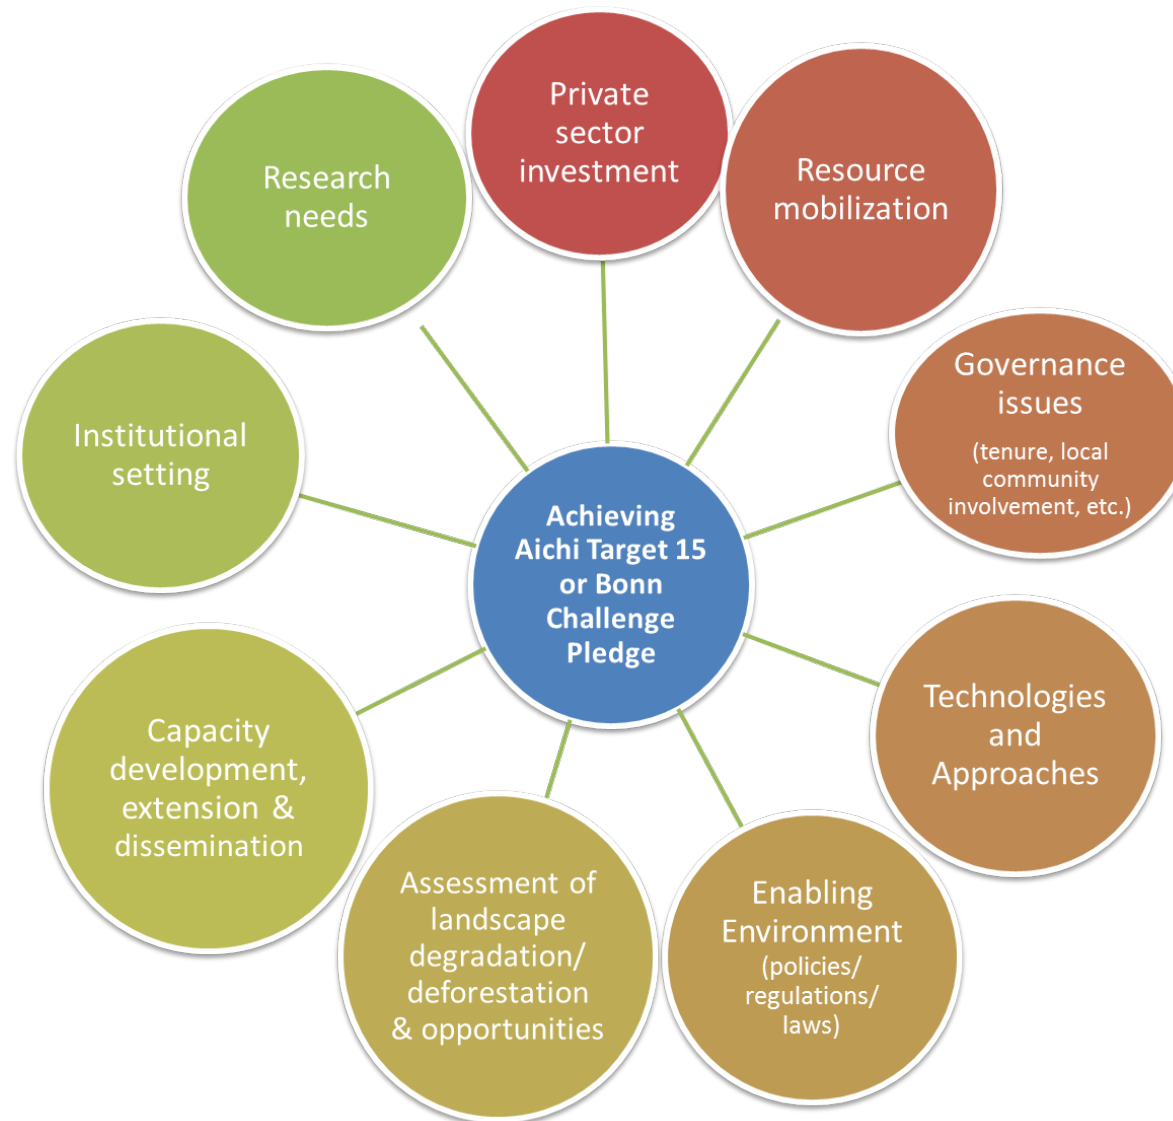 Private
sector
investment
Resource
mobilization
Governance
issues
(tenure, local
community
involvement, etc.)
Technologies
and
Approaches
Enabling
Environment
(policies/
regulations/
laws)
Assessment of
landscape
degradation/
deforestation
& opportunities
Capacity
development,
extension &
dissemination
Institutional
setting
Research
needs
Achieving
Aichi Target 15
or Bonn
Challenge
Pledge